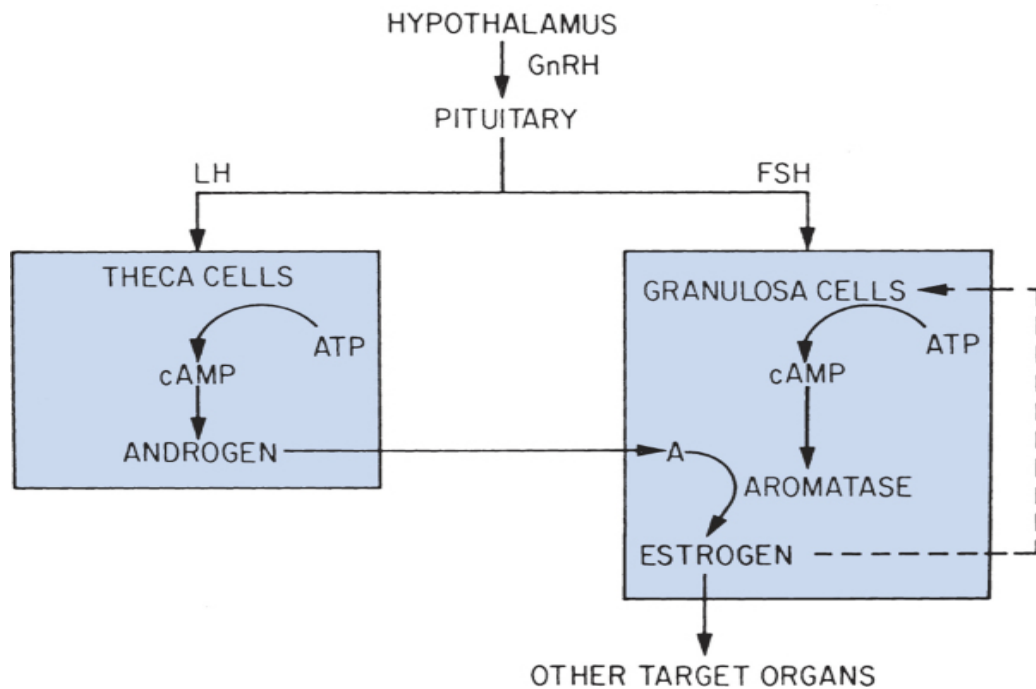 HYPOTHALAMUS
GnRH
PITUITARY
LH
FSH
THECA CELLS
ATP
cAMP
ANDROGEN
GRANULOSA CELLS
ATP
cAMP
A
AROMATASE
ESTROGEN
OTHER TARGET ORGANS